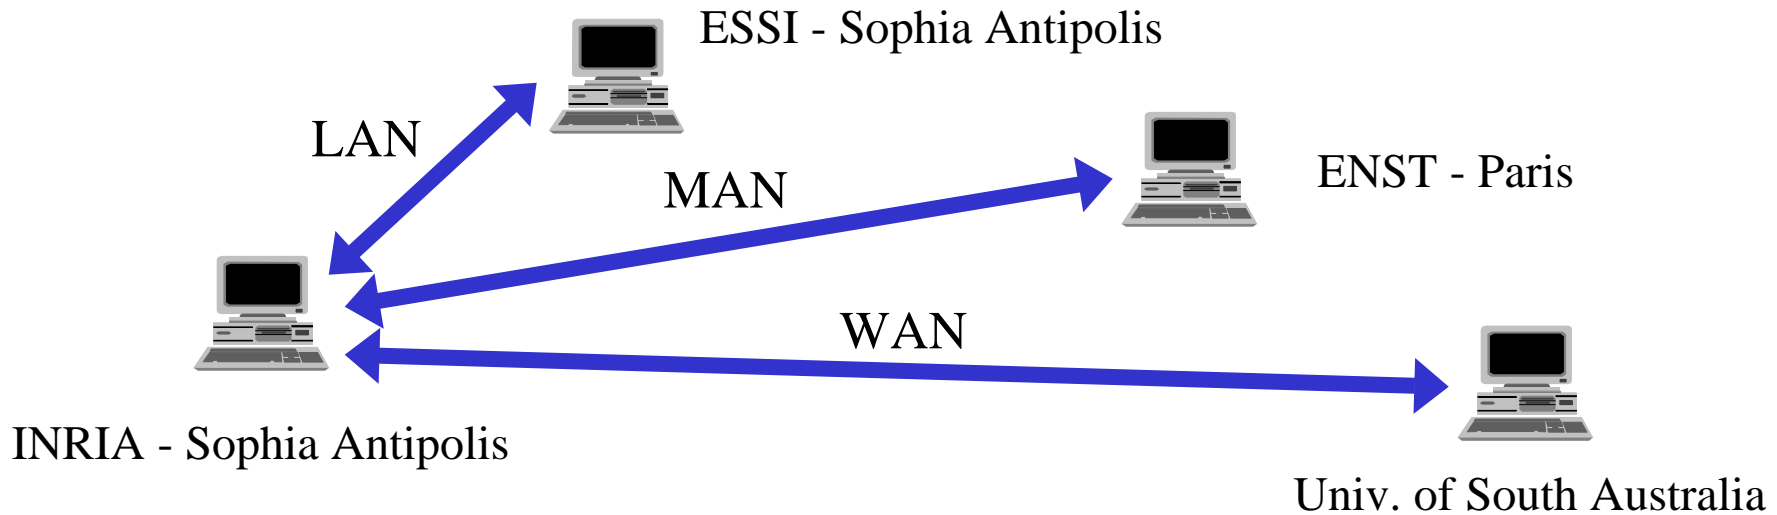 ESSI - Sophia Antipolis
LAN
MAN
ENST - Paris
WAN
INRIA - Sophia Antipolis
Univ. of South Australia